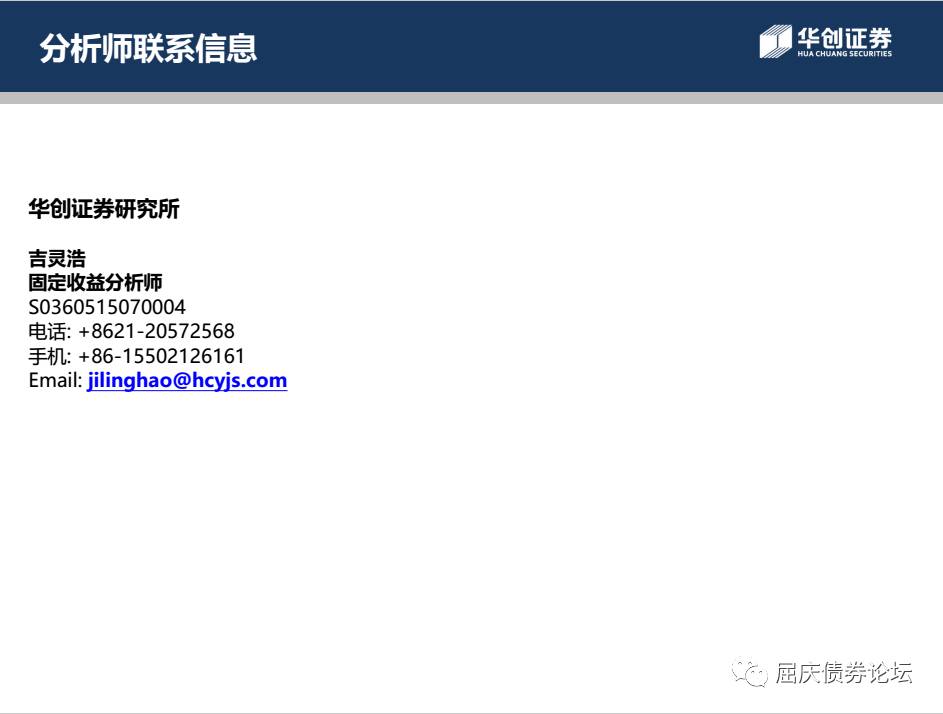 分析师联系信息
华创证券
HUA CHUANG SECURITIES
华创证券研究所
吉灵浩
固定收益分析师
S0360515070004
电话: +8621-20572568
手机: +86-15502126161
Email: jilinghao@hcyjs.com
屈庆债券论坛